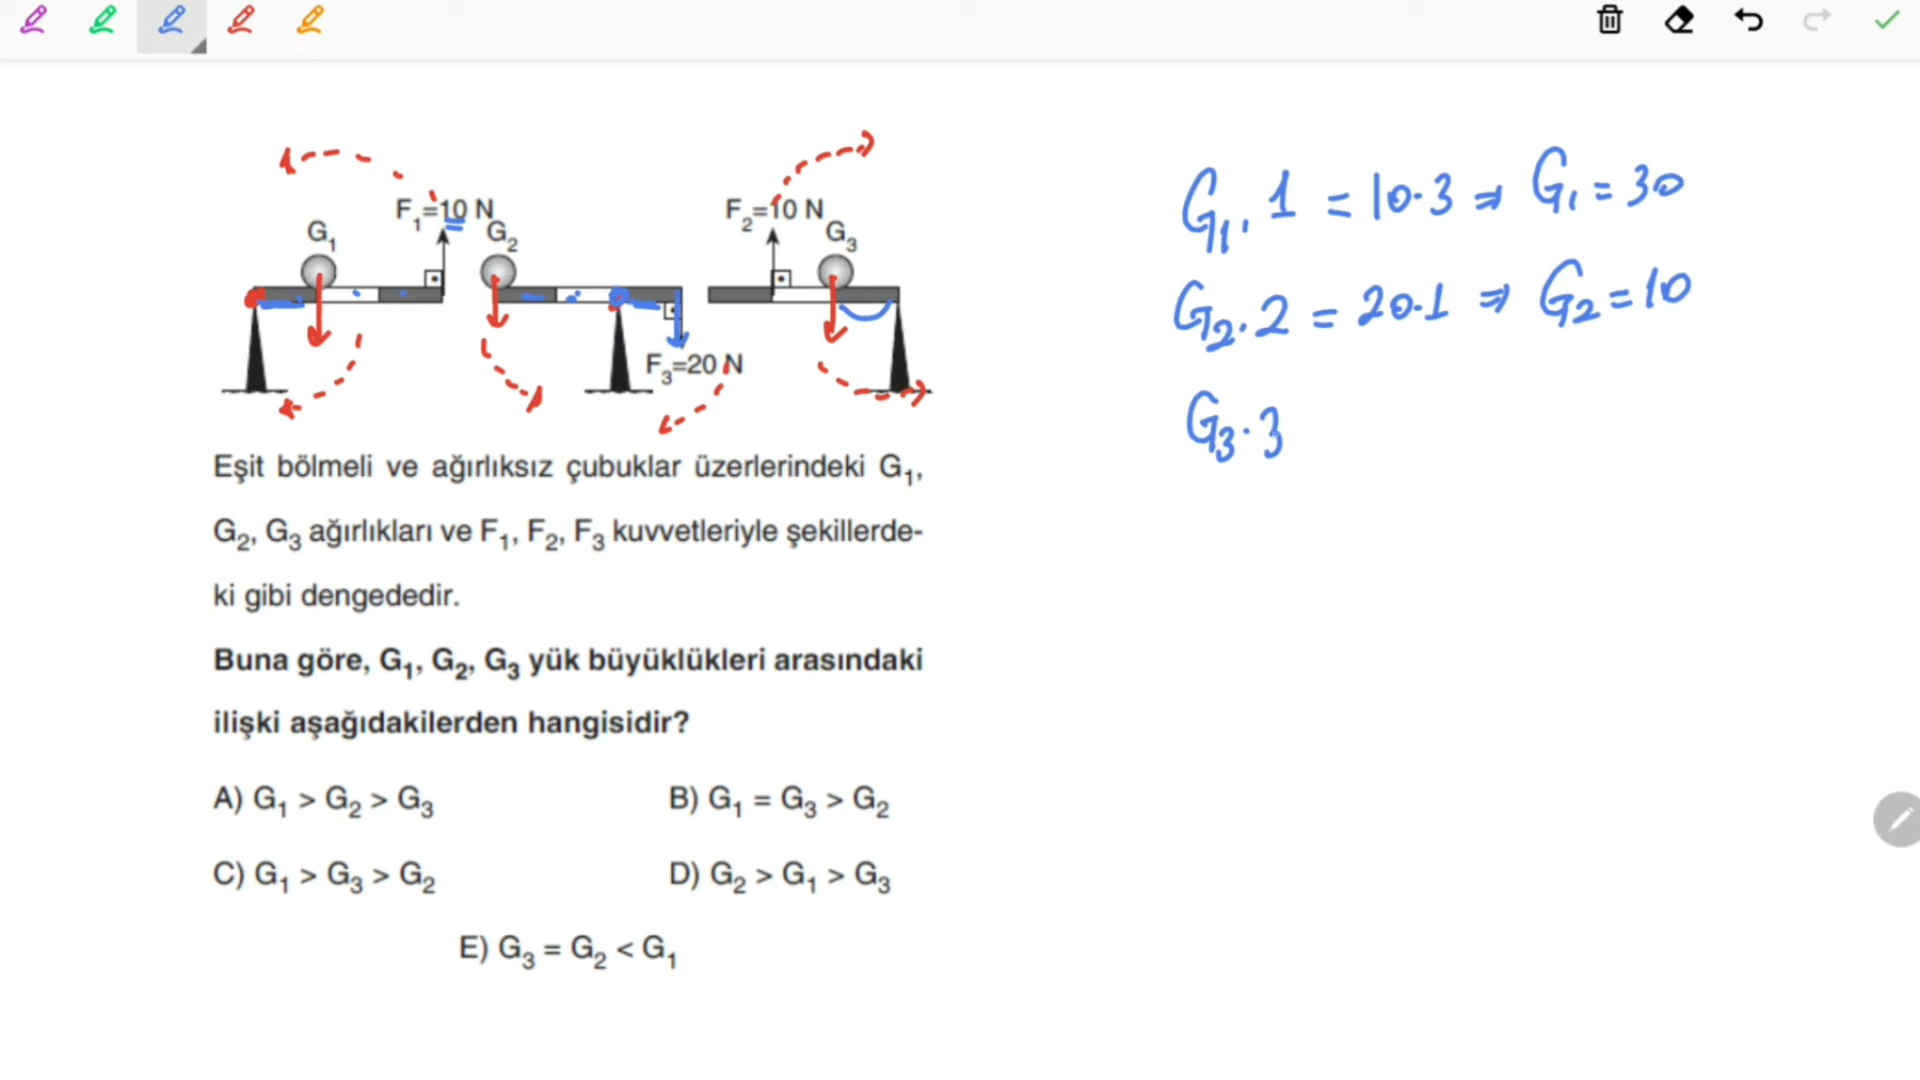 F₁=10 N
F₂=10 N
G₁
G₂
G₃
F₃=20 N
Eşit bölmeli ve ağırlıksız çubuklar üzerlerindeki G₁,
G₂, G₃ ağırlıkları ve F₁, F₂, F₃ kuvvetleriyle şekillerde-
ki gibi dengededir.
Buna göre, G₁, G₂, G₃ yük büyüklükleri arasındaki
ilişki aşağıdakilerden hangisidir?
A) G₁ > G₂ > G₃
B) G₁ = G₃ > G₂
C) G₁ > G₃ > G₂
D) G₂ > G₁ > G₃
E) G₃ = G₂ < G₁
G₁.1 = 10.3 ⇒ G₁ = 30
G₂.2 = 20.1 ⇒ G₂ = 10
G₃.3